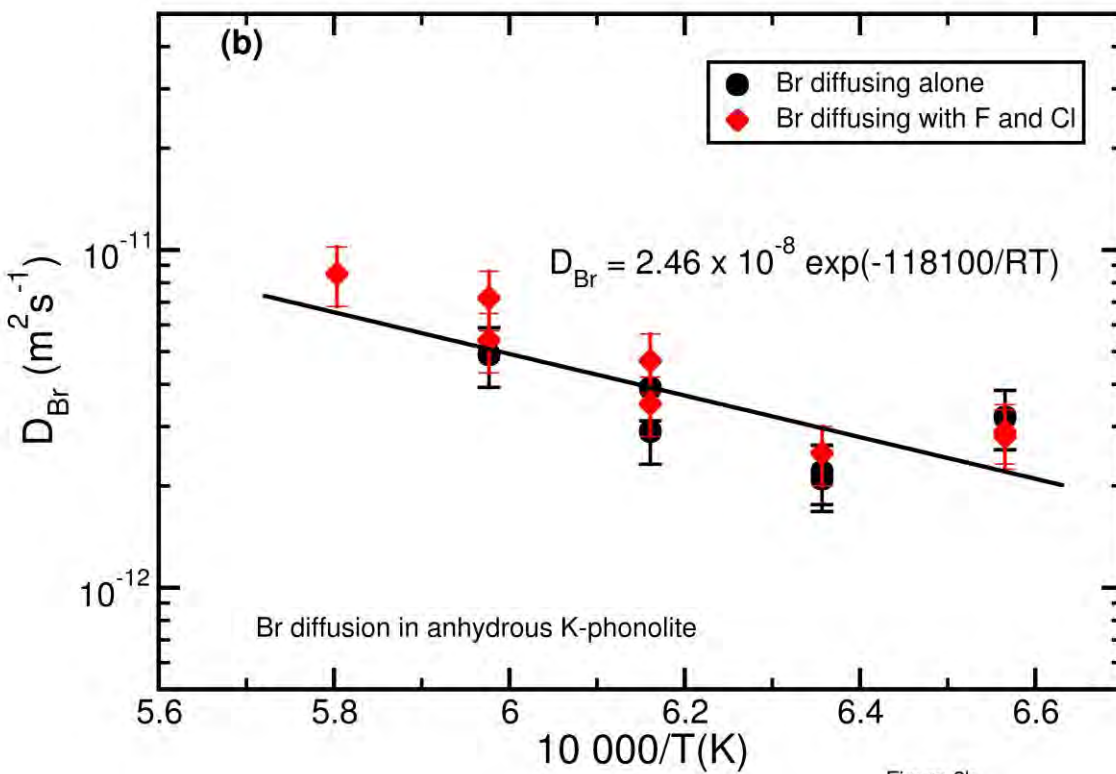 (b)
Br diffusing alone
Br diffusing with F and Cl
10⁻¹¹
D_Br = 2.46 x 10⁻⁸ exp(-118100/RT)
D_Br (m²s⁻¹)
10⁻¹²
Br diffusion in anhydrous K-phonolite
5.6 5.8 6 6.2 6.4 6.6
10 000/T(K)